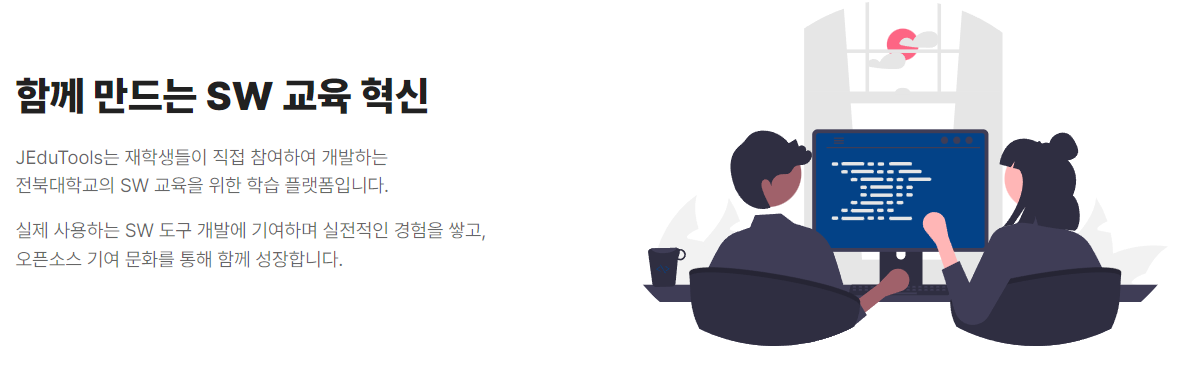 함께 만드는 SW 교육 혁신
JEduTools는 재학생들이 직접 참여하여 개발하는
전북대학교의 SW 교육을 위한 학습 플랫폼입니다.
실제 사용하는 SW 도구 개발에 기여하며 실전적인 경험을 쌓고,
오픈소스 기여 문화를 통해 함께 성장합니다.